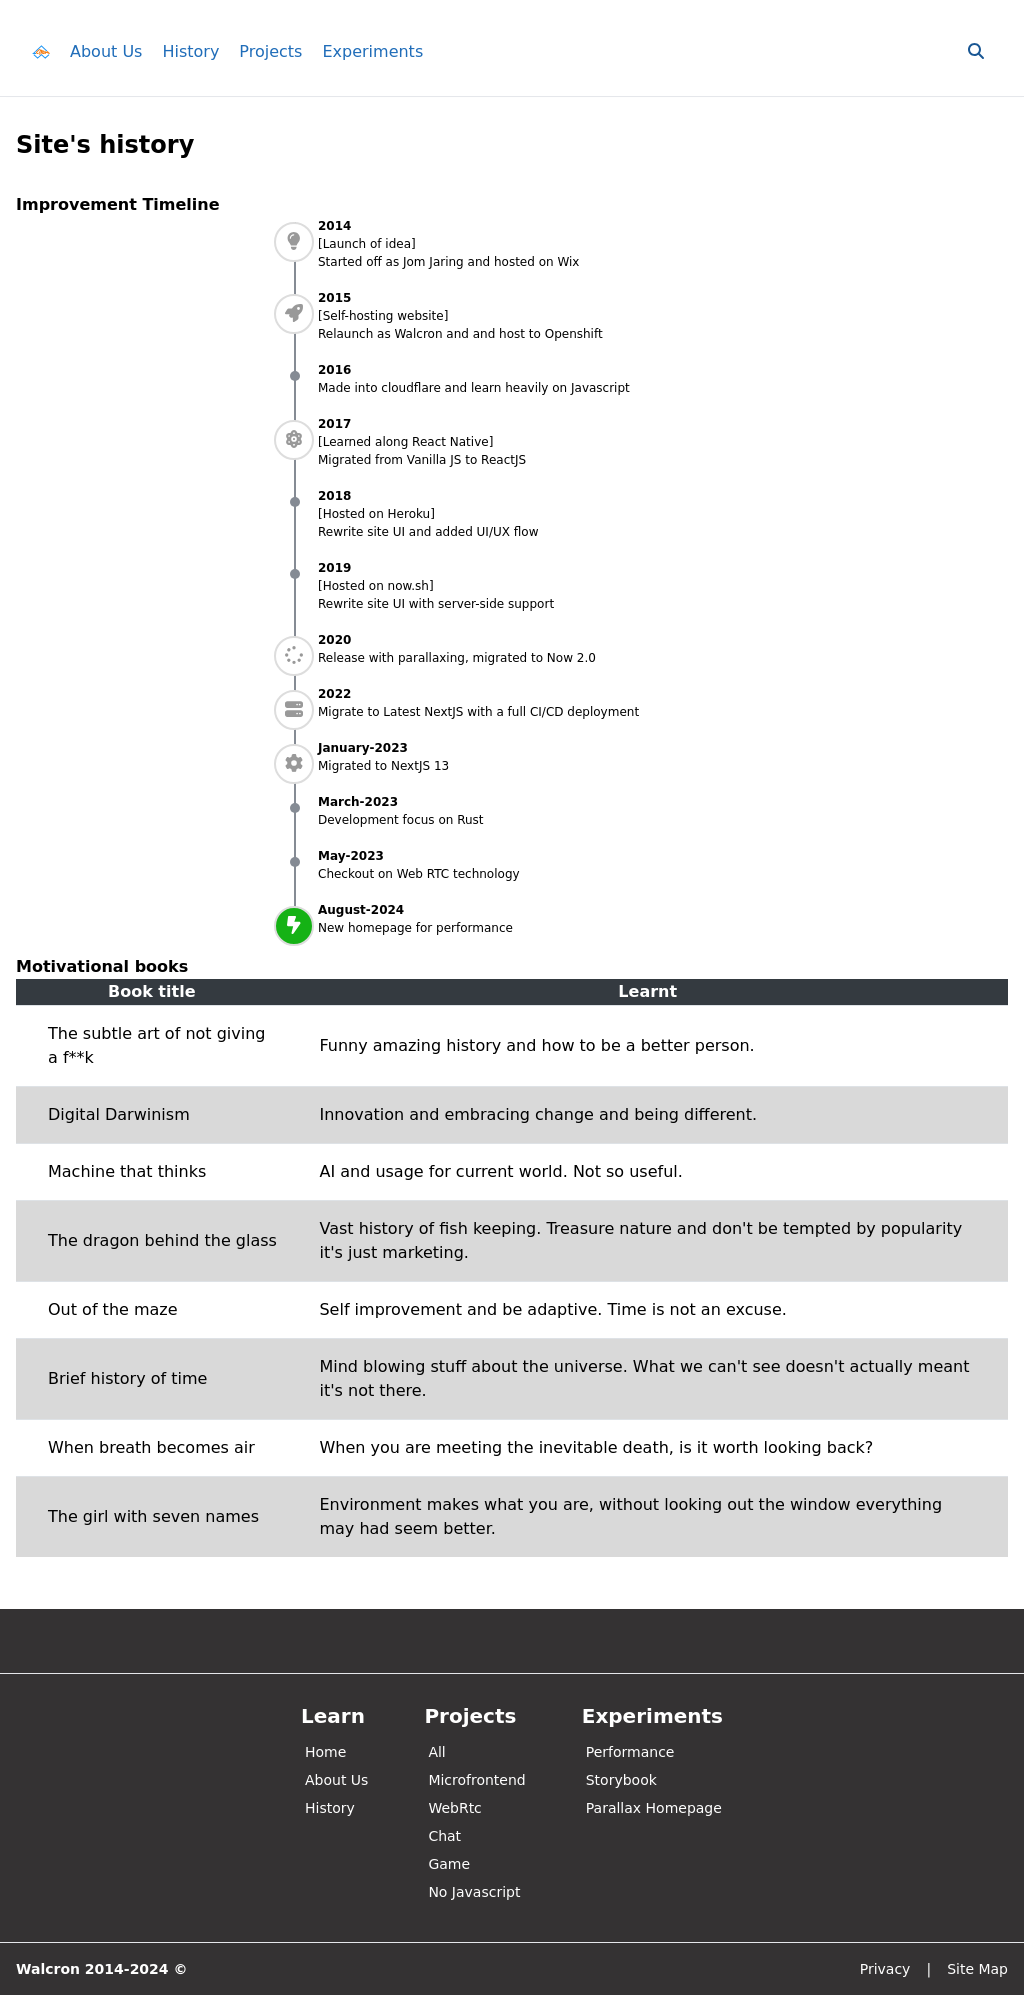 About Us History Projects Experiments
Site's history
Improvement Timeline
2014
[Launch of idea]
Started off as Jom Jaring and hosted on Wix
2015
[Self-hosting website]
Relaunch as Walcron and and host to Openshift
2016
Made into cloudflare and learn heavily on Javascript
2017
[Learned along React Native]
Migrated from Vanilla JS to ReactJS
2018
[Hosted on Heroku]
Rewrite site UI and added UI/UX flow
2019
[Hosted on now.sh]
Rewrite site UI with server-side support
2020
Release with parallaxing, migrated to Now 2.0
2022
Migrate to Latest NextJS with a full CI/CD deployment
January-2023
Migrated to NextJS 13
March-2023
Development focus on Rust
May-2023
Checkout on Web RTC technology
August-2024
New homepage for performance
Motivational books
Book title Learnt
The subtle art of not giving
a f**k
Funny amazing history and how to be a better person.
Digital Darwinism
Innovation and embracing change and being different.
Machine that thinks
AI and usage for current world. Not so useful.
The dragon behind the glass
Vast history of fish keeping. Treasure nature and don't be tempted by popularity
it's just marketing.
Out of the maze
Self improvement and be adaptive. Time is not an excuse.
Brief history of time
Mind blowing stuff about the universe. What we can't see doesn't actually meant
it's not there.
When breath becomes air
When you are meeting the inevitable death, is it worth looking back?
The girl with seven names
Environment makes what you are, without looking out the window everything
may had seem better.
Learn
Home
About Us
History
Projects
All
Microfrontend
WebRtc
Chat
Game
No Javascript
Experiments
Performance
Storybook
Parallax Homepage
Walcron 2014-2024 ©
Privacy | Site Map